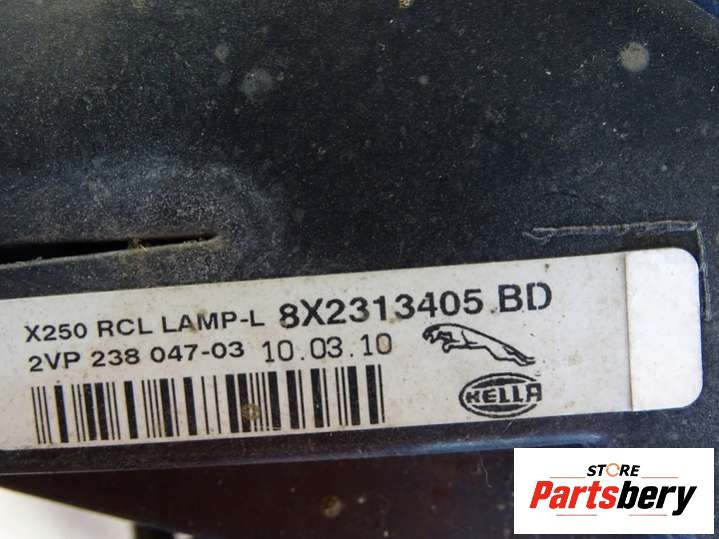 X250 RCL LAMP-L 8X2313405 BD
2VP 238 047-03 10.03.10
HELLA
STORE
Partsbery